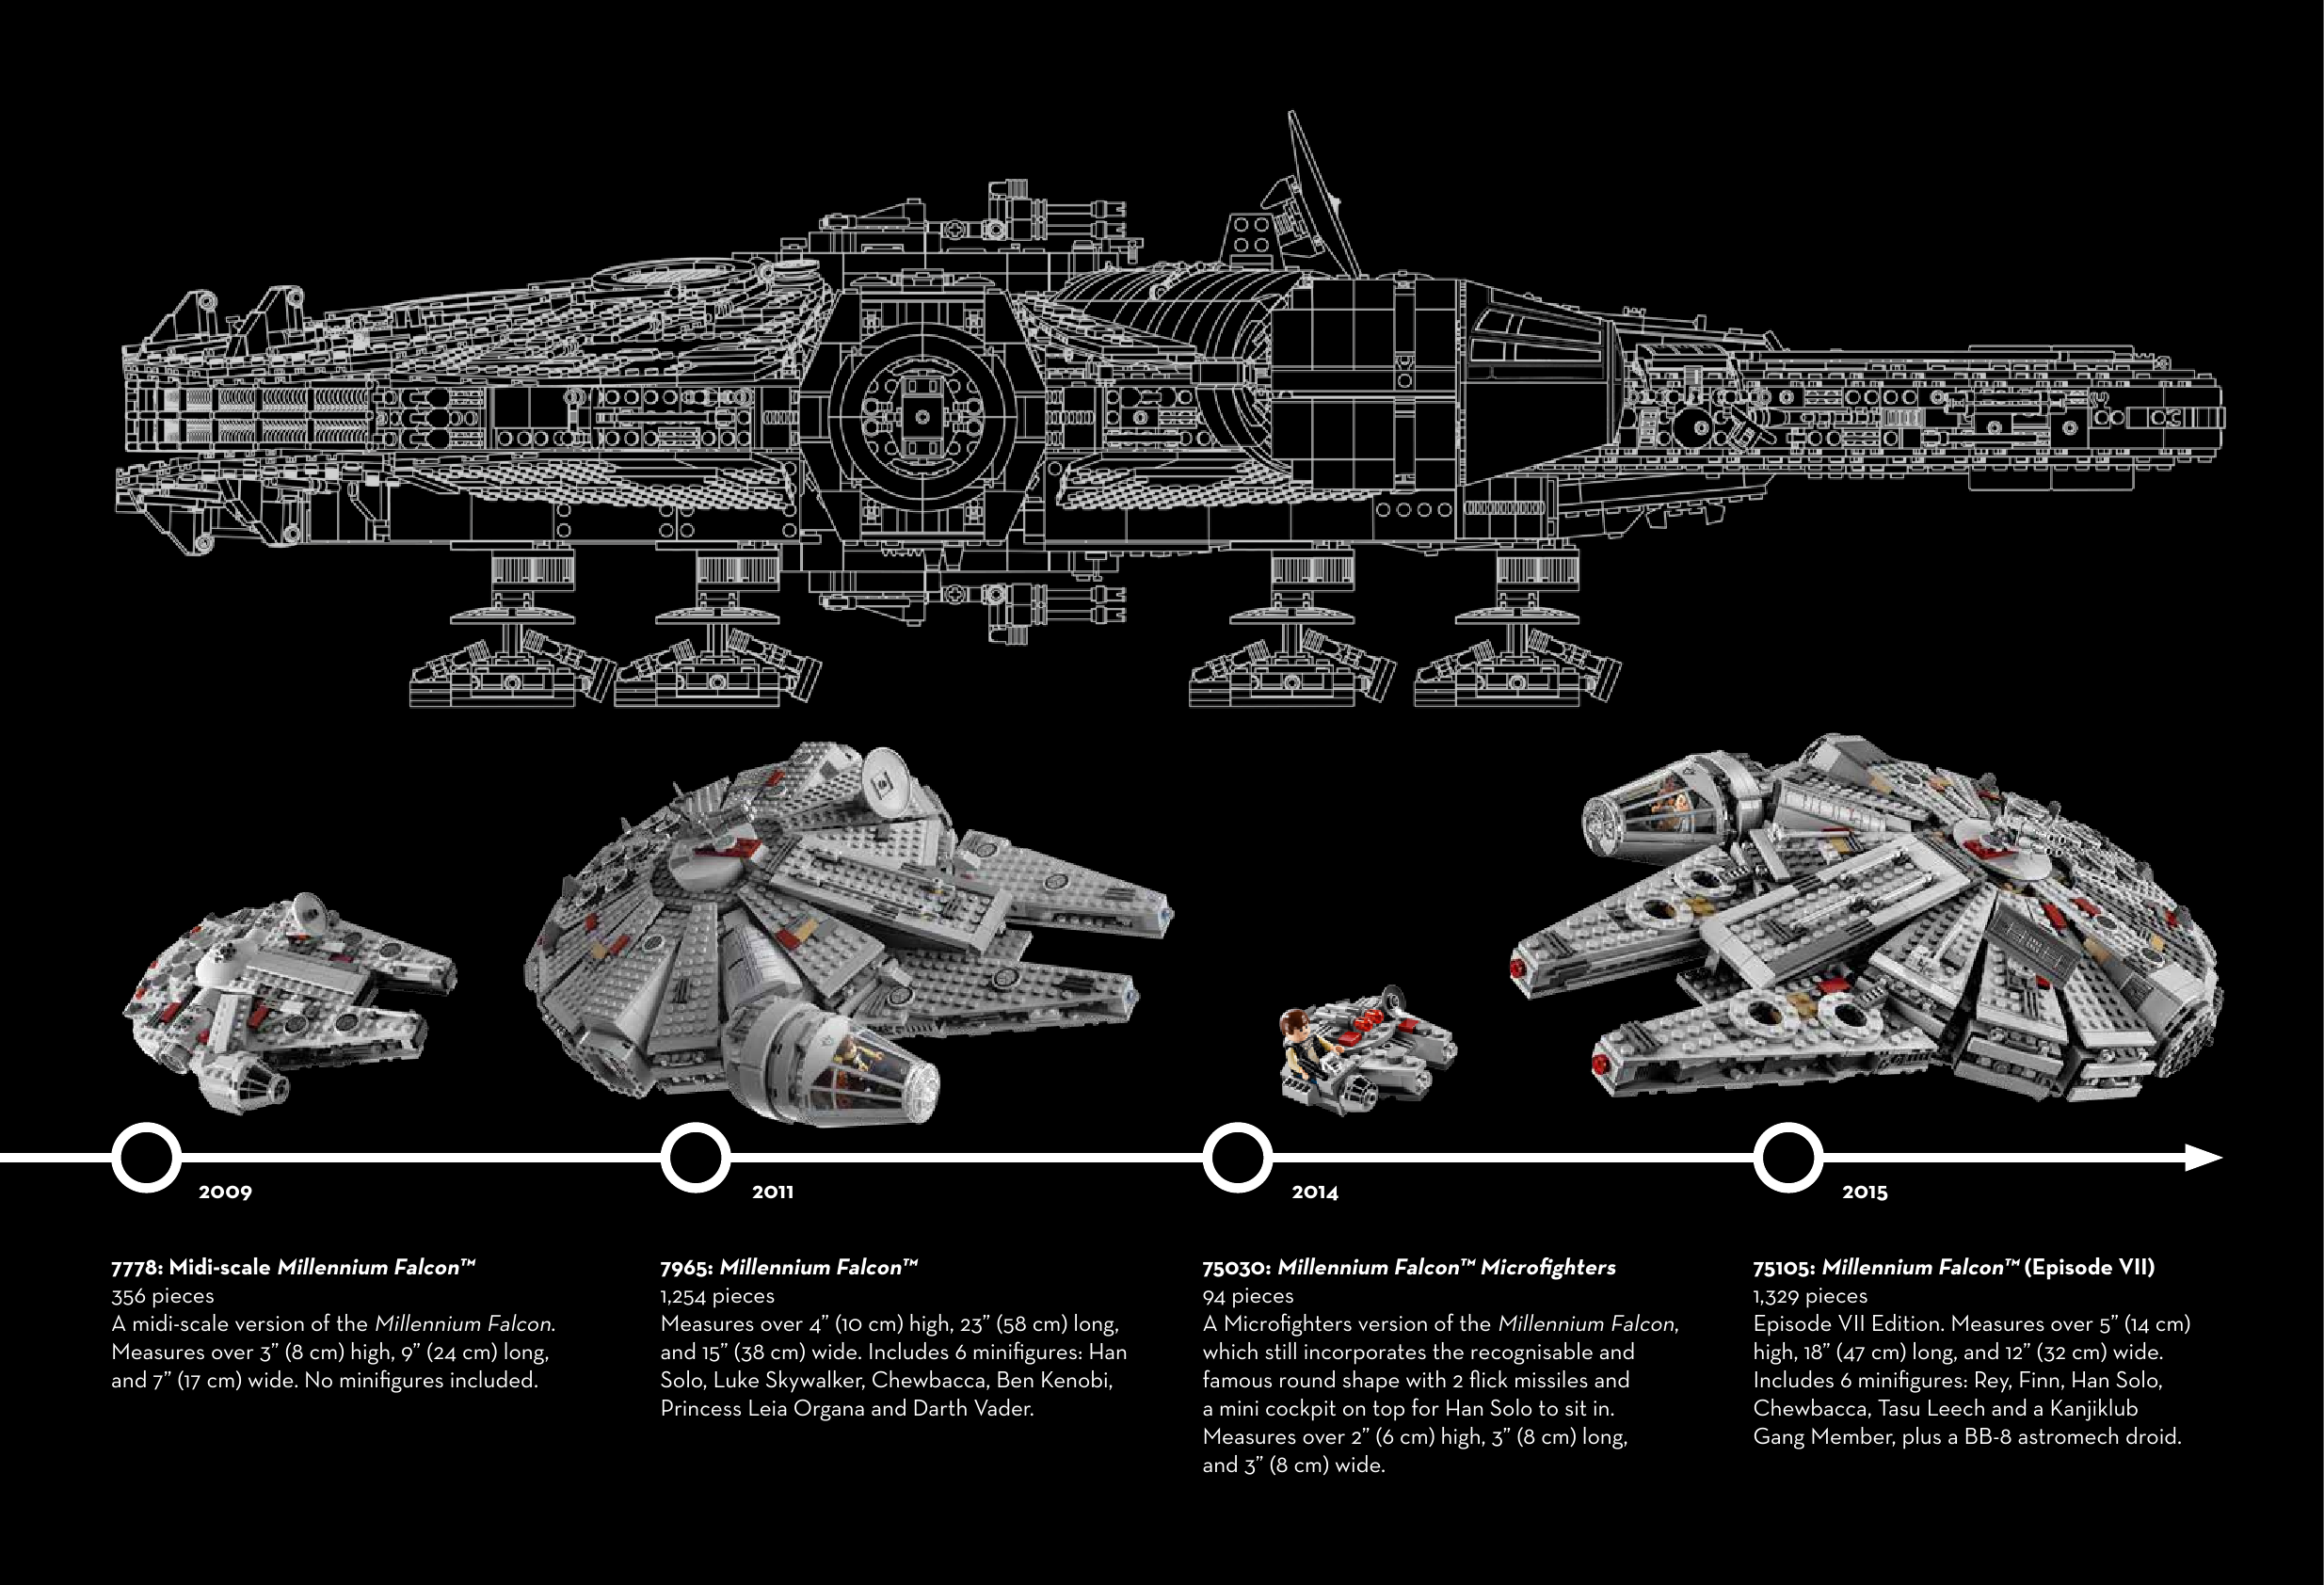 2009
2011
2014
2015
7778: Midi-scale Millennium Falcon™
356 pieces
A midi-scale version of the Millennium Falcon.
Measures over 3” (8 cm) high, 9” (24 cm) long,
and 7” (17 cm) wide. No minifigures included.
7965: Millennium Falcon™
1,254 pieces
Measures over 4” (10 cm) high, 23” (58 cm) long,
and 15” (38 cm) wide. Includes 6 minifigures: Han
Solo, Luke Skywalker, Chewbacca, Ben Kenobi,
Princess Leia Organa and Darth Vader.
75030: Millennium Falcon™ Microfighters
94 pieces
A Microfighters version of the Millennium Falcon,
which still incorporates the recognisable and
famous round shape with 2 flick missiles and
a mini cockpit on top for Han Solo to sit in.
Measures over 2” (6 cm) high, 3” (8 cm) long,
and 3” (8 cm) wide.
75105: Millennium Falcon™ (Episode VII)
1,329 pieces
Episode VII Edition. Measures over 5” (14 cm)
high, 18” (47 cm) long, and 12” (32 cm) wide.
Includes 6 minifigures: Rey, Finn, Han Solo,
Chewbacca, Tasu Leech and a Kanjiklub
Gang Member, plus a BB-8 astromech droid.